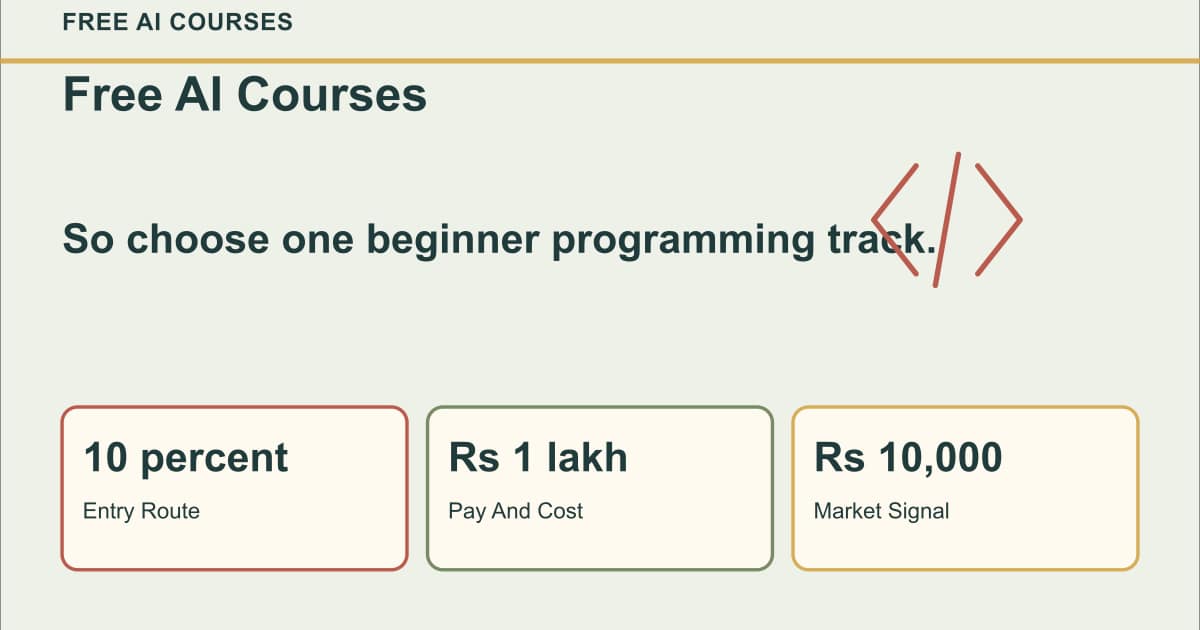 FREE AI COURSES
Free AI Courses
So choose one beginner programming track.
10 percent
Entry Route
Rs 1 lakh
Pay And Cost
Rs 10,000
Market Signal